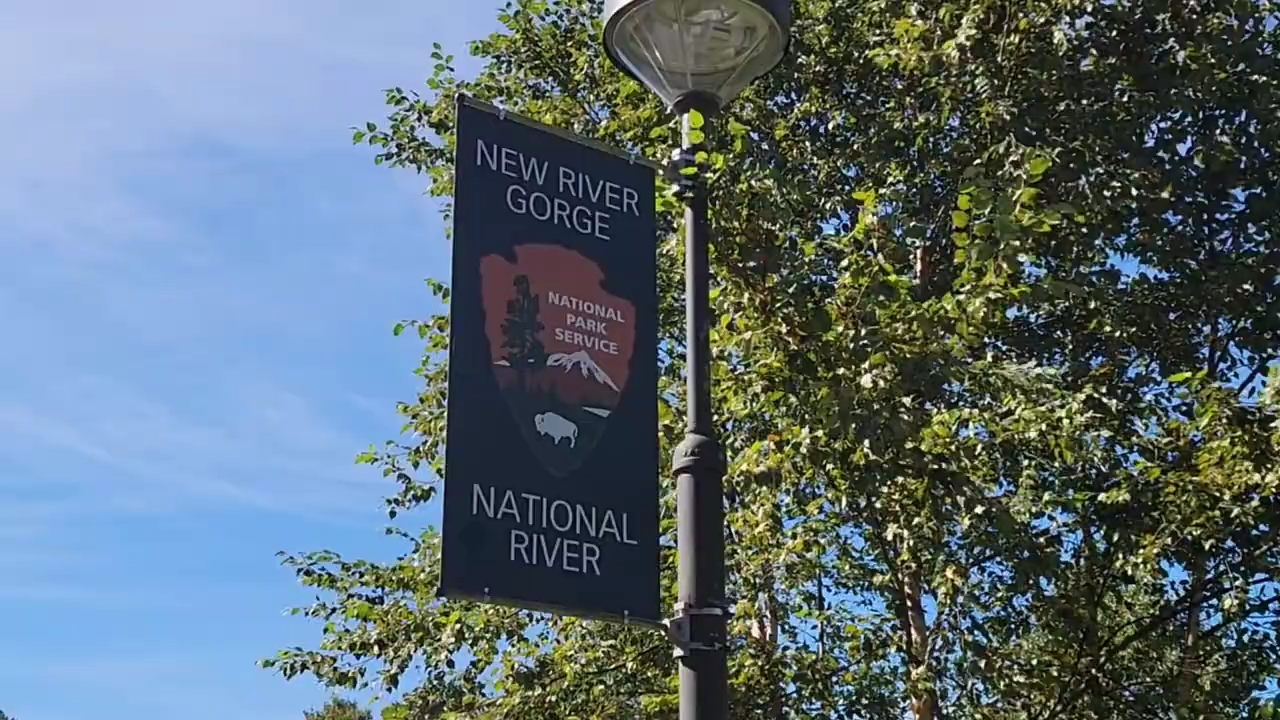 NEW RIVER
GORGE
NATIONAL
PARK
SERVICE
NATIONAL
RIVER